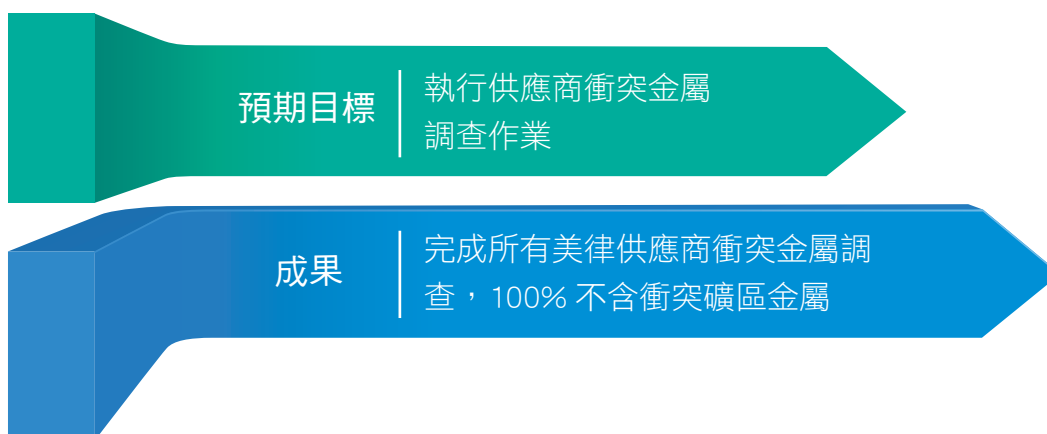 預期目標
執行供應商衝突金屬
調查作業
成果
完成所有美律供應商衝突金屬調
查，100% 不含衝突礦區金屬